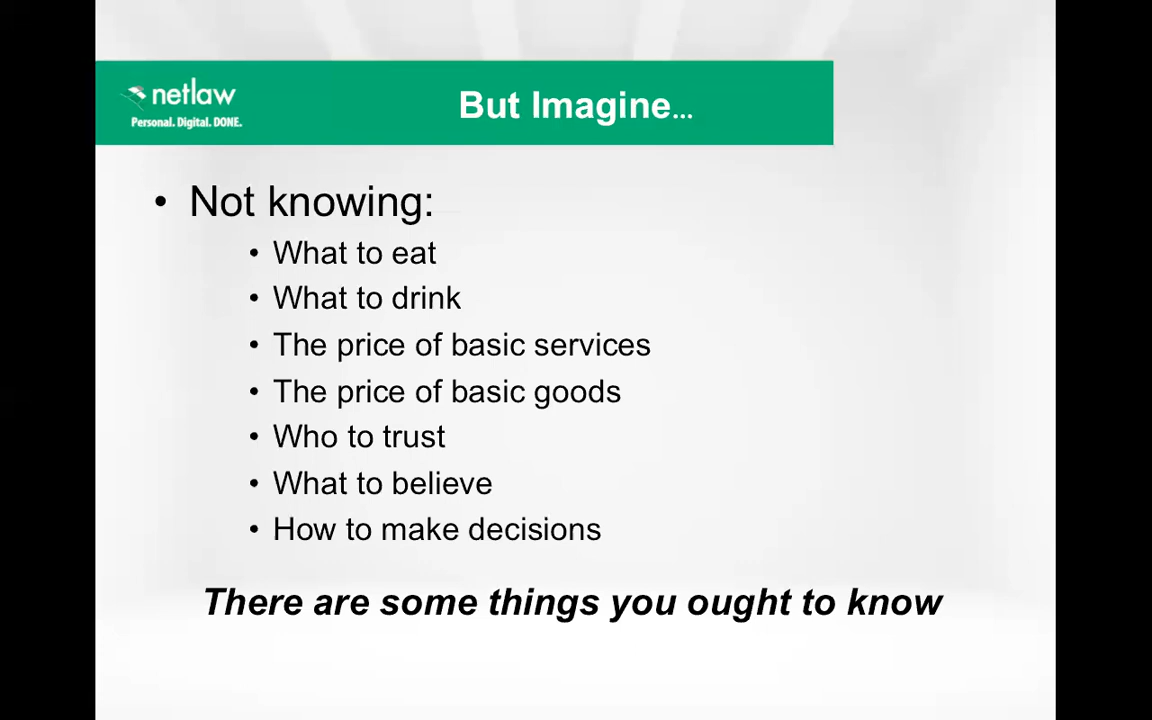 netlaw
Personal. Digital. DONE.
But Imagine...
• Not knowing:
• What to eat
• What to drink
• The price of basic services
• The price of basic goods
• Who to trust
• What to believe
• How to make decisions
There are some things you ought to know